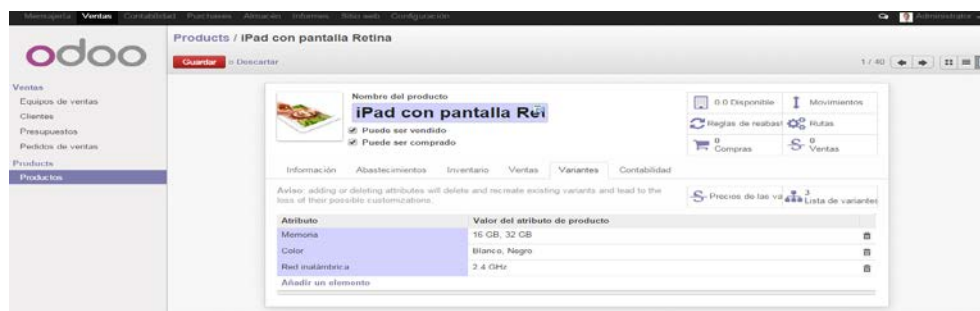 Mensajería Ventas Contabilidad Purchases Almacén Informes Sitio web Configuración Administrator
odoo
Products / iPad con pantalla Retina
Guardar o Descartar
1 / 40
Ventas
Equipos de ventas
Clientes
Presupuestos
Pedidos de ventas
Products
Productos
Nombre del producto
iPad con pantalla Reti
Puede ser vendido
Puede ser comprado
0.0 Disponible Movimientos
Reglas de reabast Rutas
0 Compras 0 Ventas
Información Abastecimientos Inventario Ventas Variantes Contabilidad
Aviso: adding or deleting attributes will delete and recreate existing variants and lead to the
loss of their possible customizations.
Precios de las va 3 Lista de variantes
Atributo Valor del atributo de producto
Memoria 16 GB, 32 GB
Color Blanco, Negro
Red inalámbrica 2.4 GHz
Añadir un elemento